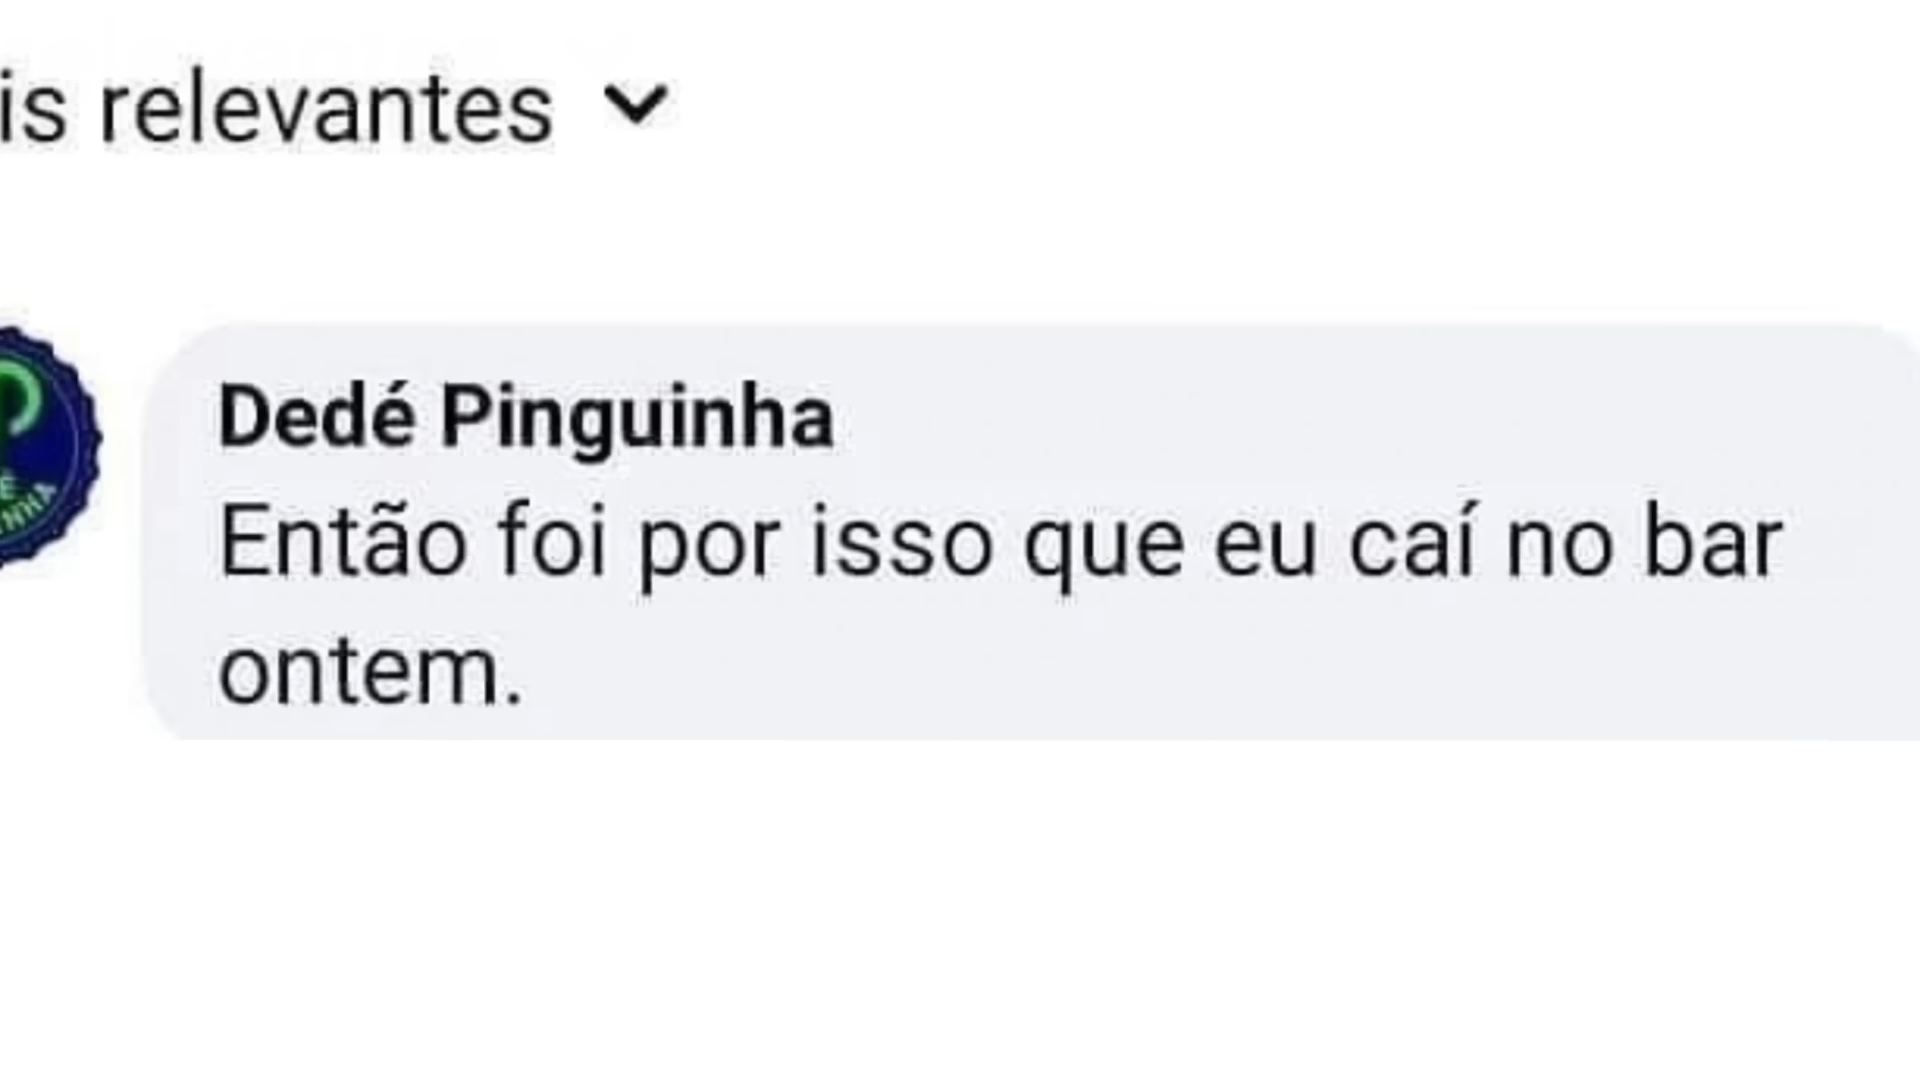 is relevantes
Dedé Pinguinha
Então foi por isso que eu caí no bar
ontem.